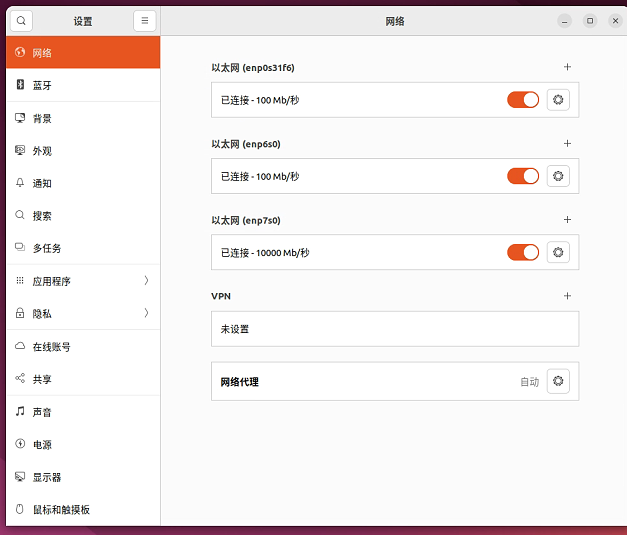 设置
网络
网络
蓝牙
背景
外观
通知
搜索
多任务
应用程序
隐私
在线账号
共享
声音
电源
显示器
鼠标和触摸板
以太网 (enp0s31f6)
已连接 - 100 Mb/秒
以太网 (enp6s0)
已连接 - 100 Mb/秒
以太网 (enp7s0)
已连接 - 10000 Mb/秒
VPN
未设置
网络代理 自动